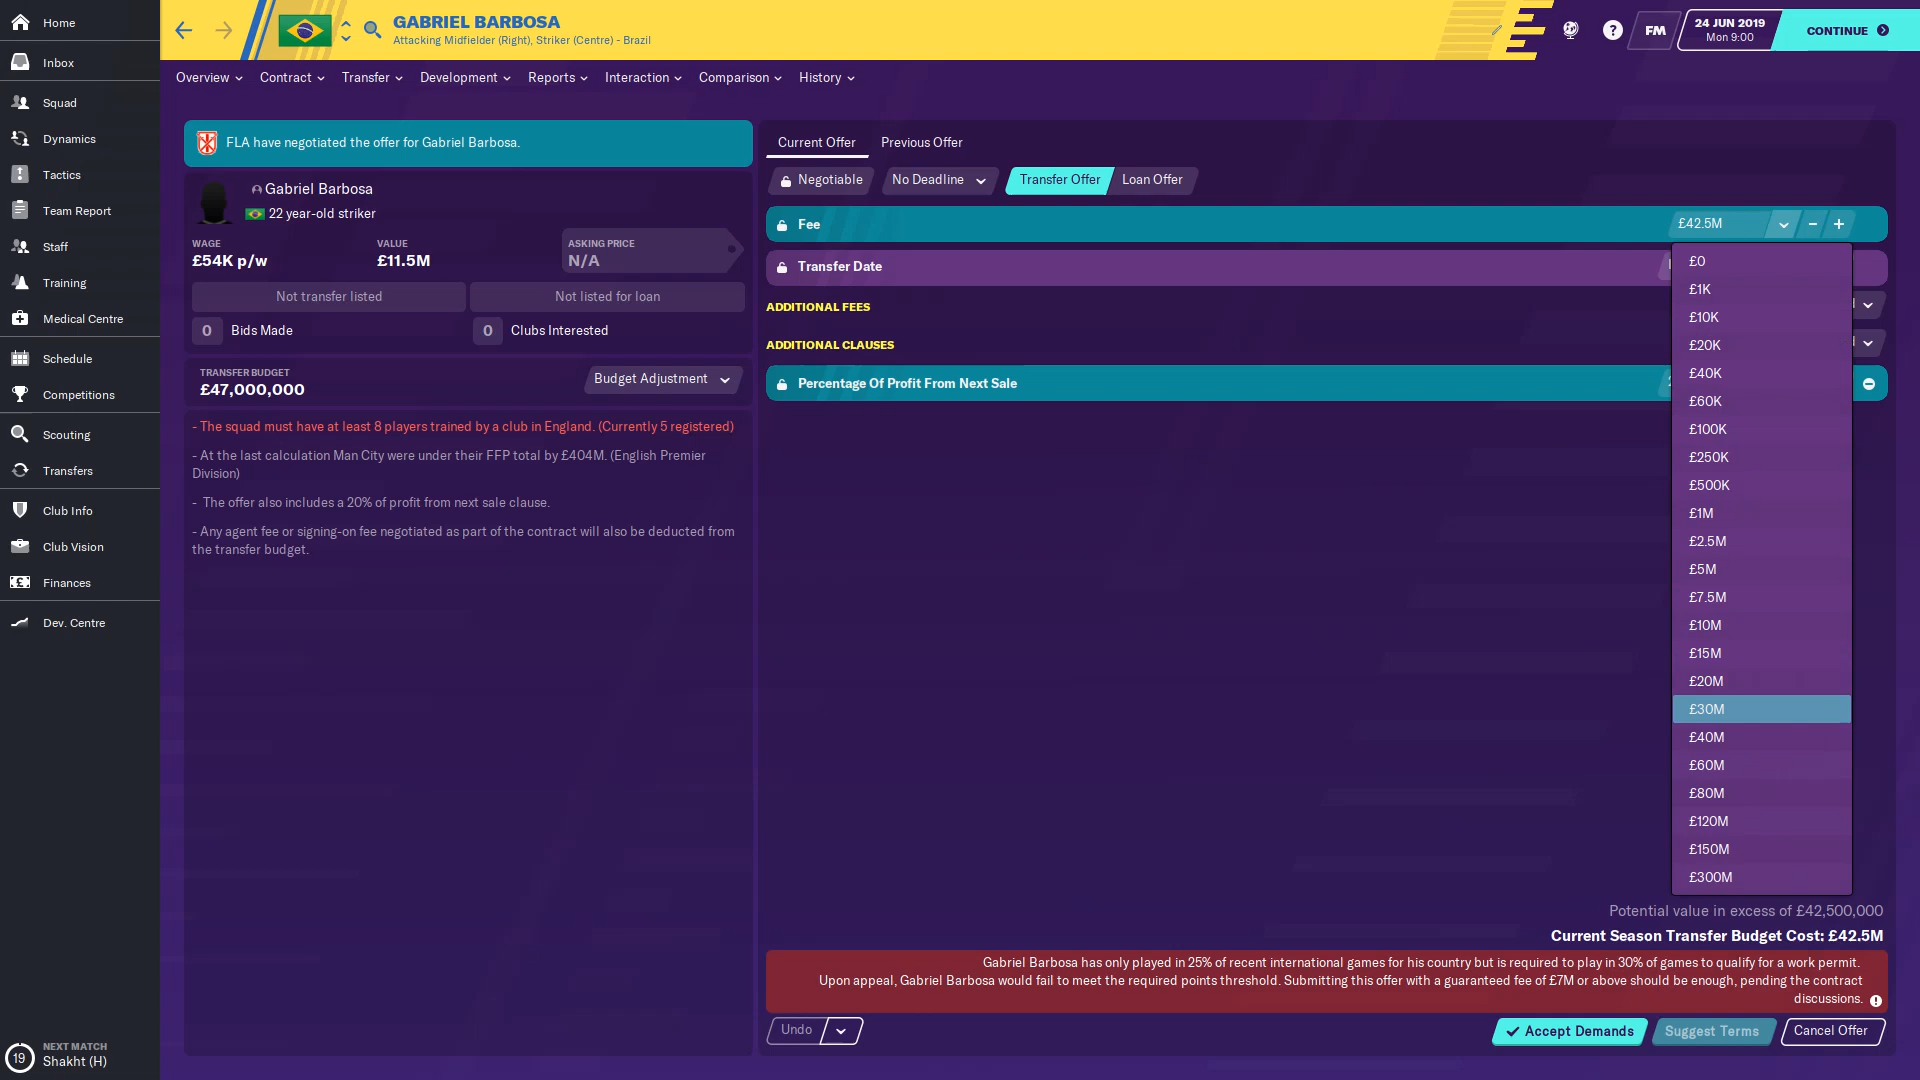 Home
Inbox
Squad
Dynamics
Tactics
Team Report
Staff
Training
Medical Centre
Schedule
Competitions
Scouting
Transfers
Club Info
Club Vision
Finances
Dev. Centre
19
NEXT MATCH
Shakht (H)
GABRIEL BARBOSA
Attacking Midfielder (Right), Striker (Centre) - Brazil
FM
24 JUN 2019
Mon 9:00
CONTINUE
Overview
Contract
Transfer
Development
Reports
Interaction
Comparison
History
FLA have negotiated the offer for Gabriel Barbosa.
Gabriel Barbosa
22 year-old striker
WAGE
£54K p/w
VALUE
£11.5M
ASKING PRICE
N/A
Not transfer listed
Not listed for loan
0 Bids Made
0 Clubs Interested
TRANSFER BUDGET
£47,000,000
Budget Adjustment
- The squad must have at least 8 players trained by a club in England. (Currently 5 registered)
- At the last calculation Man City were under their FFP total by £404M. (English Premier
Division)
- The offer also includes a 20% of profit from next sale clause.
- Any agent fee or signing-on fee negotiated as part of the contract will also be deducted from
the transfer budget.
Current Offer
Previous Offer
Negotiable
No Deadline
Transfer Offer
Loan Offer
Fee
£42.5M
Transfer Date
ADDITIONAL FEES
ADDITIONAL CLAUSES
Percentage Of Profit From Next Sale
£0
£1K
£10K
£20K
£40K
£60K
£100K
£250K
£500K
£1M
£2.5M
£5M
£7.5M
£10M
£15M
£20M
£30M
£40M
£60M
£80M
£120M
£150M
£300M
Potential value in excess of £42,500,000
Current Season Transfer Budget Cost: £42.5M
Gabriel Barbosa has only played in 25% of recent international games for his country but is required to play in 30% of games to qualify for a work permit.
Upon appeal, Gabriel Barbosa would fail to meet the required points threshold. Submitting this offer with a guaranteed fee of £7M or above should be enough, pending the contract
discussions.
Undo
Accept Demands
Suggest Terms
Cancel Offer